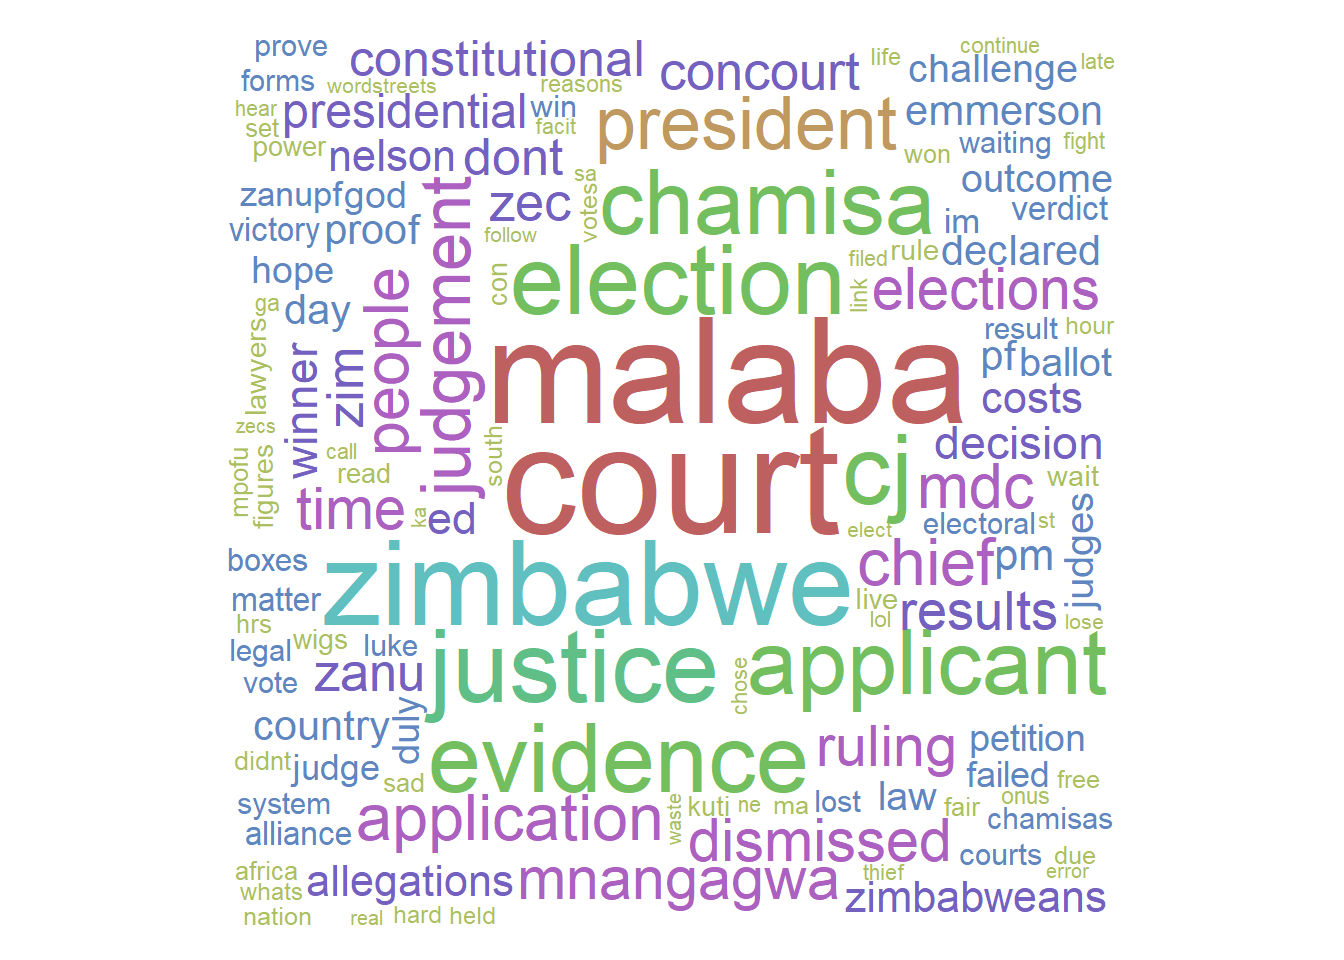 prove
constitutional
concourt
life
continue
challenge
late
forms
wordstreets
reasons
hear
presidential
win
president
emmerson
set
facit
power
nelson
dont
won
waiting
fight
zanupf
god
zec
sa
votes
chamisa
outcome
im
verdict
victory
proof
follow
filed
rule
declared
hope
con
election
link
elections
ga
day
people
judgement
result
hour
lawyers
winner
zim
malaba
pf
ballot
costs
zecs
call
south
court
cj
decision
mpofu
figures
read
mdc
wait
time
ka
ed
elect
electoral
st
judges
boxes
zimbabwe
chief
pm
matter
live
results
hrs
wigs
lol
lose
legal
luke
justice
applicant
vote
zanu
chose
country
duly
evidence
ruling
petition
didnt
judge
sad
failed
free
system
application
waste
kuti
ne
ma
lost
law
fair
onus
alliance
dismissed
chamisas
africa
allegations
mnangagwa
courts
due
whats
thief
error
zimbabweans
nation
real
hard
held